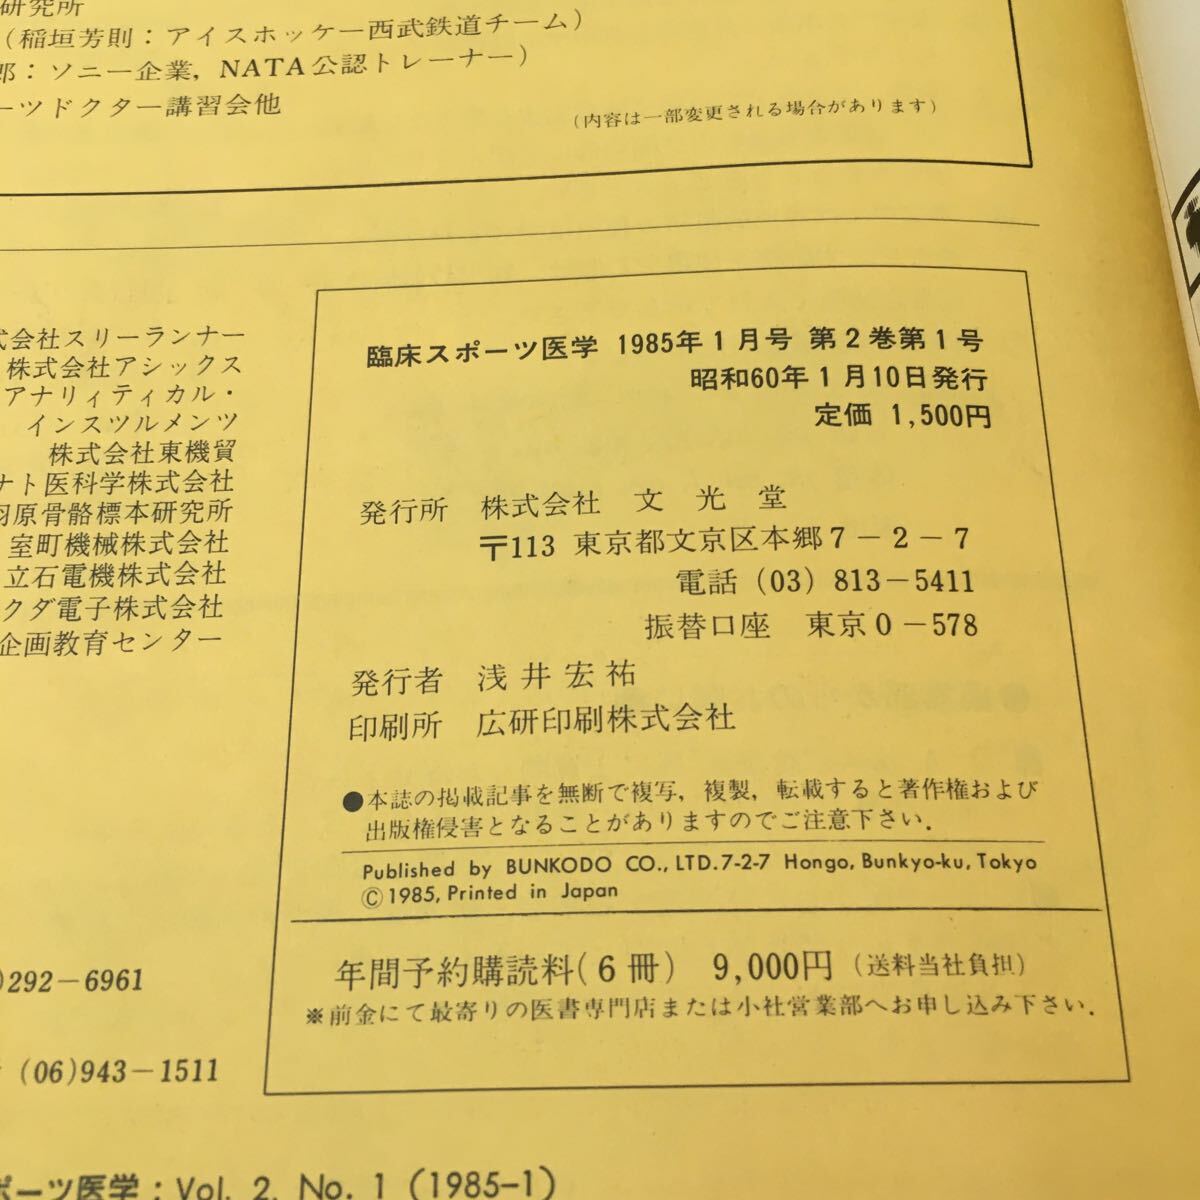 研究所
（稲垣芳則：アイスホッケー西武鉄道チーム）
郎：ソニー企業，NATA公認トレーナー）
ーツドクター講習会他
（内容は一部変更される場合があります）
式会社スリーランナー
株式会社アシックス
アナリィティカル・
インスツルメンツ
株式会社東機貿
ナト医科学株式会社
羽原骨骼標本研究所
室町機械株式会社
立石電機株式会社
クダ電子株式会社
企画教育センター
)292－6961
(06)943－1511
臨床スポーツ医学 1985年1月号 第2巻第1号
昭和60年1月10日発行
定価 1,500円
発行所 株式会社 文光堂
〒113 東京都文京区本郷7－2－7
電話 (03) 813－5411
振替口座 東京0－578
発行者 浅井宏祐
印刷所 広研印刷株式会社
●本誌の掲載記事を無断で複写，複製，転載すると著作権および
出版権侵害となることがありますのでご注意下さい．
Published by BUNKODO CO., LTD. 7-2-7 Hongo, Bunkyo-ku, Tokyo
©1985, Printed in Japan
年間予約購読料（6冊） 9,000円（送料当社負担）
※前金にて最寄りの医書専門店または小社営業部へお申し込み下さい．
ポーツ医学：Vol. 2, No. 1 (1985-1)